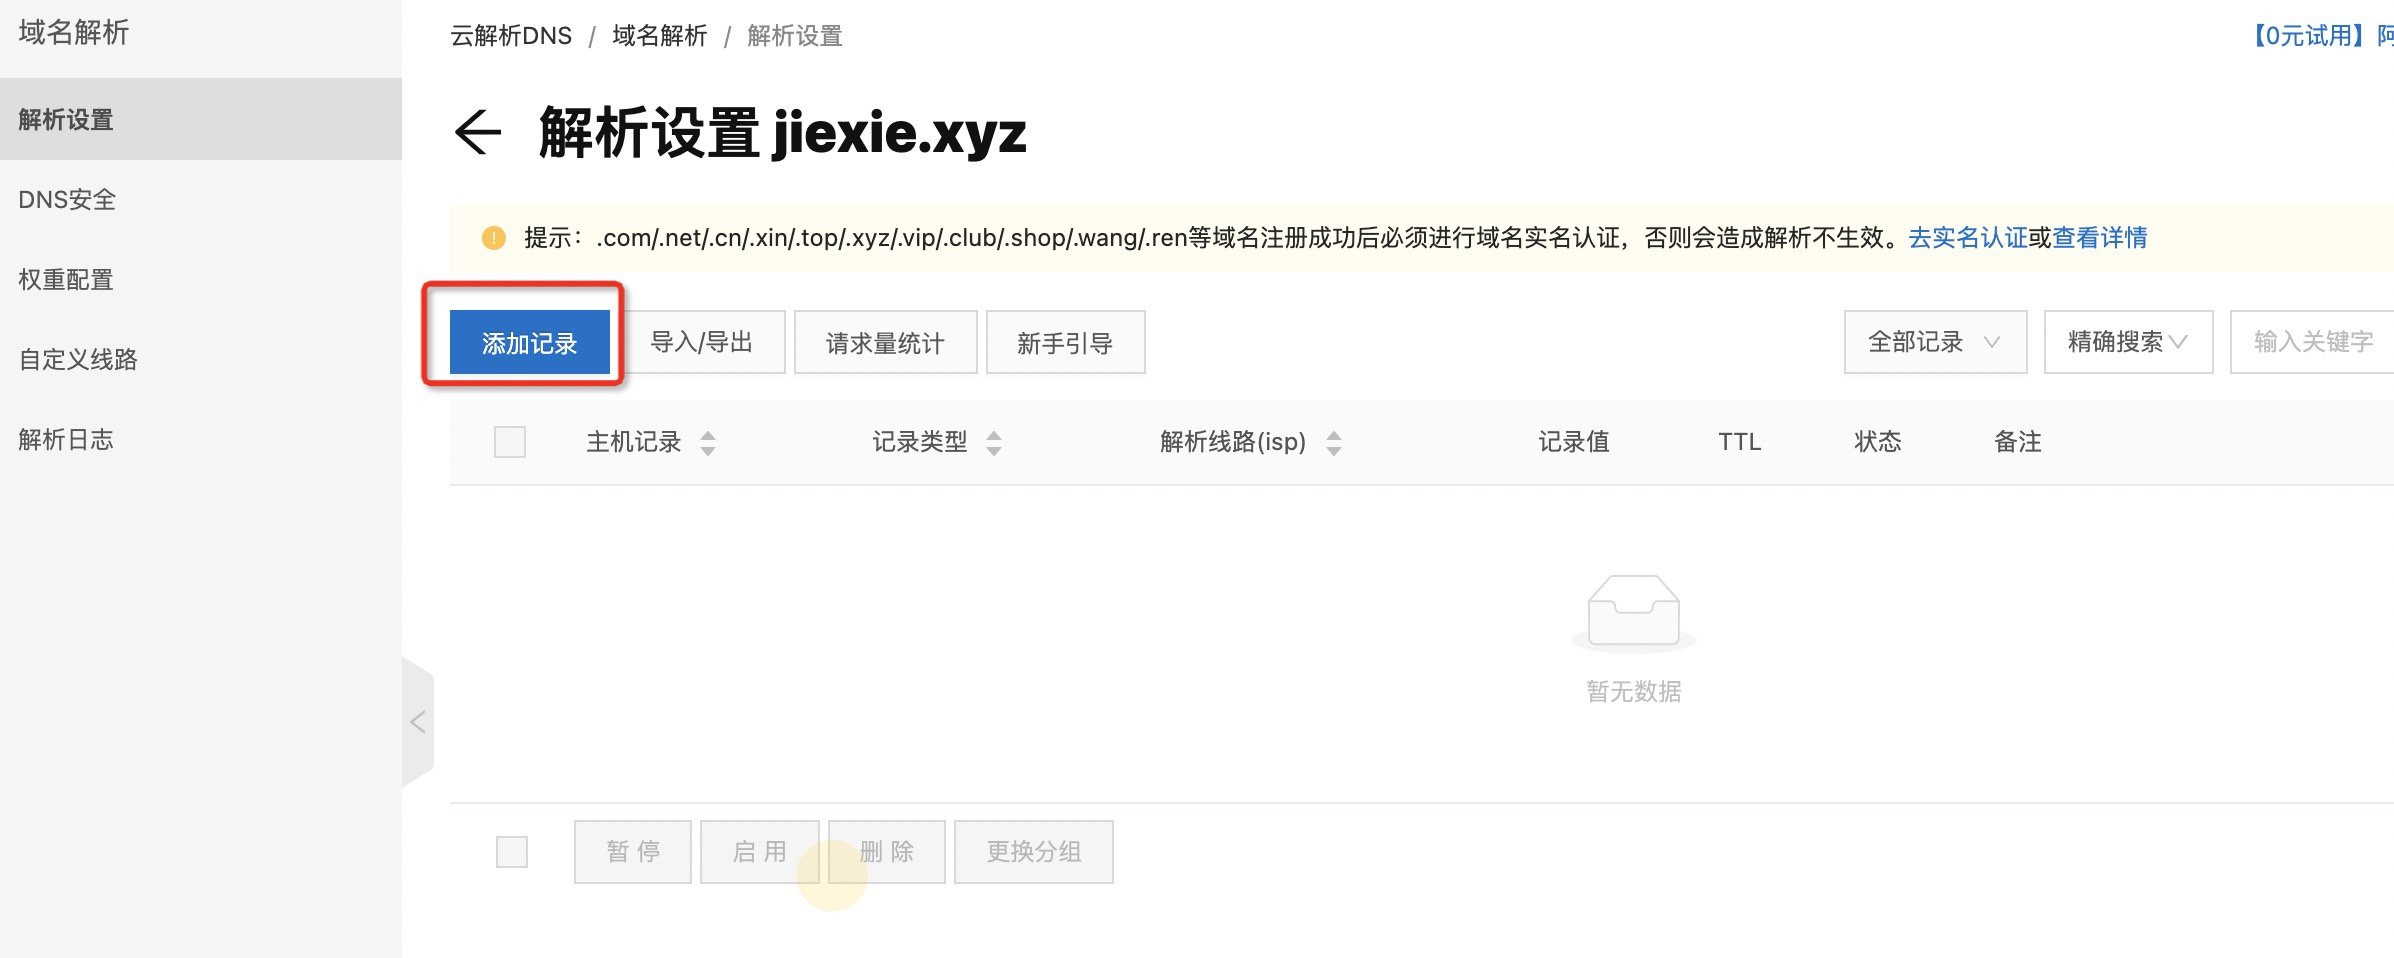 域名解析
解析设置
DNS安全
权重配置
自定义线路
解析日志
云解析DNS / 域名解析 / 解析设置
【0元试用】阿
解析设置 jiexie.xyz
提示：.com/.net/.cn/.xin/.top/.xyz/.vip/.club/.shop/.wang/.ren等域名注册成功后必须进行域名实名认证，否则会造成解析不生效。去实名认证或查看详情
添加记录 导入/导出 请求量统计 新手引导 全部记录 精确搜索 输入关键字
主机记录 记录类型 解析线路(isp) 记录值 TTL 状态 备注
暂无数据
暂 停 启 用 删 除 更换分组